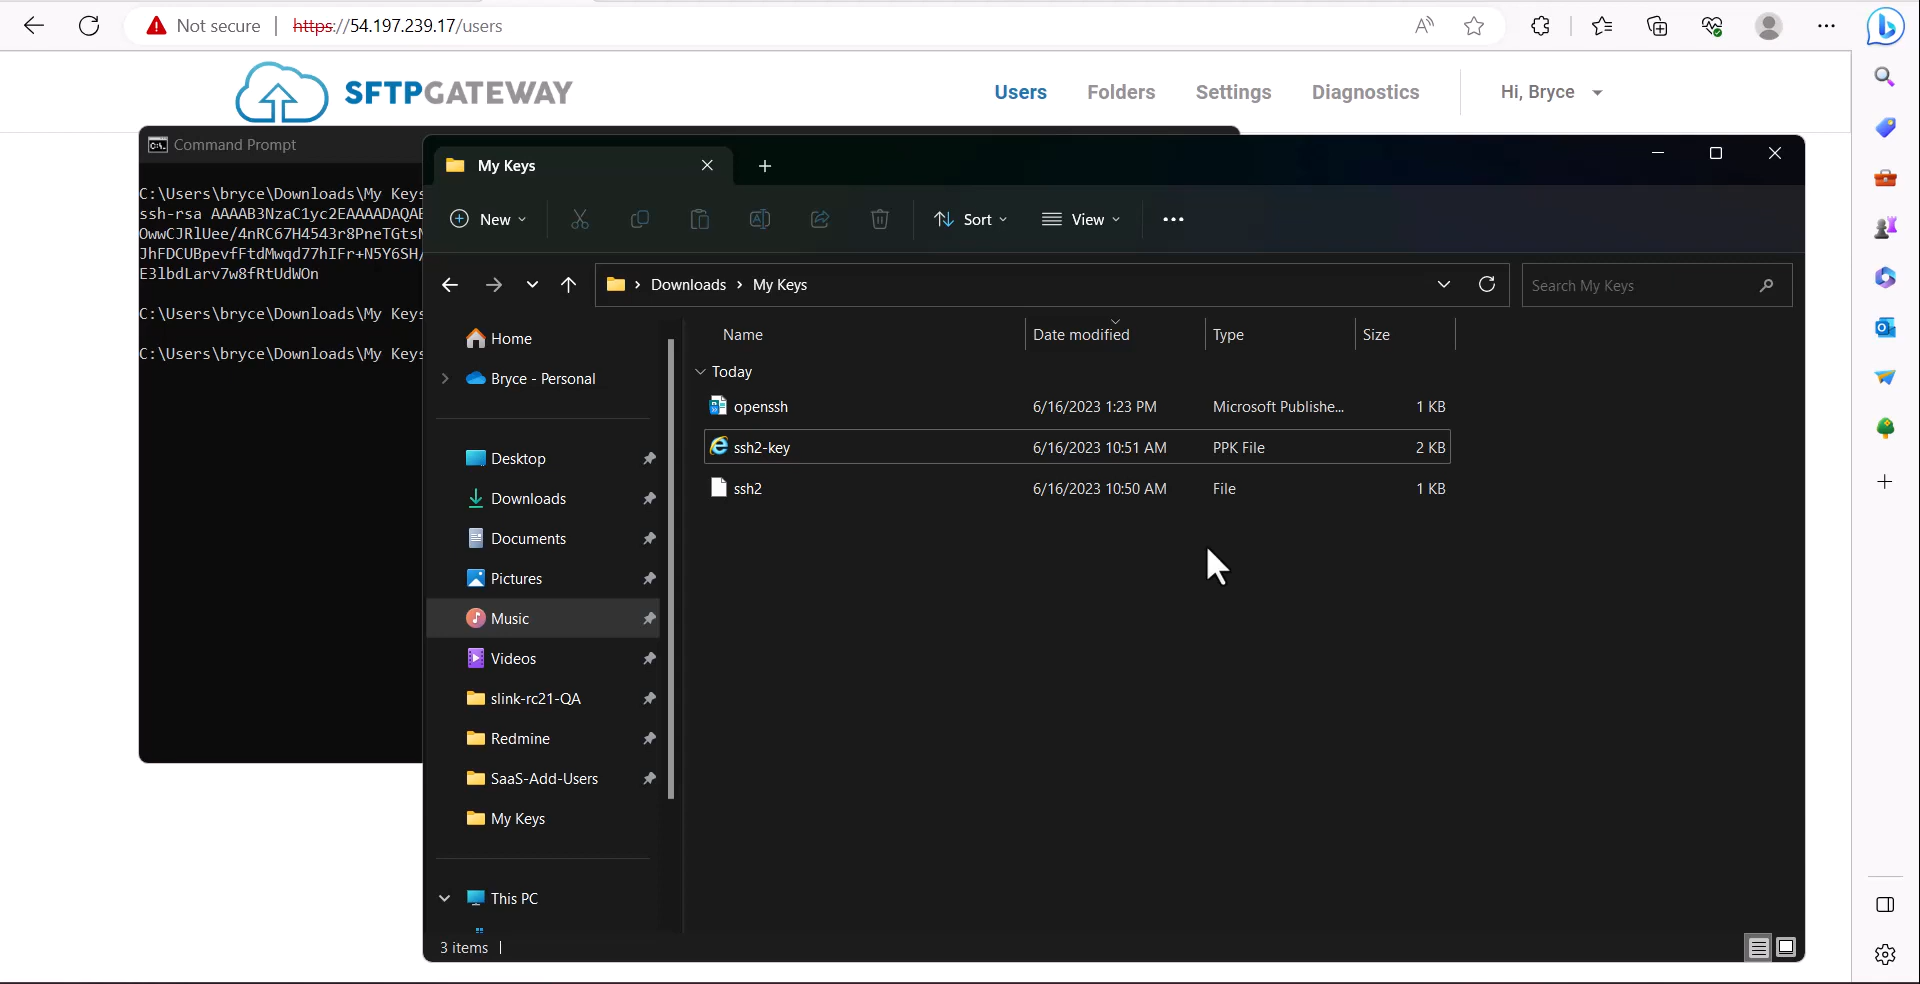 Not secure | https://54.197.239.17/users
SFTPGATEWAY
Users Folders Settings Diagnostics Hi, Bryce
Command Prompt
C:\Users\bryce\Downloads\My Keys
ssh-rsa AAAAB3NzaC1yc2EAAAADAQAB
OwwCJRlUee/4nRC67H4543r8PneTGts
JhFDCUBpevfFtdMwqd77hIFr+N5Y6SH/
E3lbdLarv7w8fRtUdWOn
C:\Users\bryce\Downloads\My Keys
C:\Users\bryce\Downloads\My Keys
My Keys
New Sort View
Downloads > My Keys
Search My Keys
Home
Bryce - Personal
Desktop
Downloads
Documents
Pictures
Music
Videos
slink-rc21-QA
Redmine
SaaS-Add-Users
My Keys
This PC
Name Date modified Type Size
Today
openssh 6/16/2023 1:23 PM Microsoft Publishe... 1 KB
ssh2-key 6/16/2023 10:51 AM PPK File 2 KB
ssh2 6/16/2023 10:50 AM File 1 KB
3 items